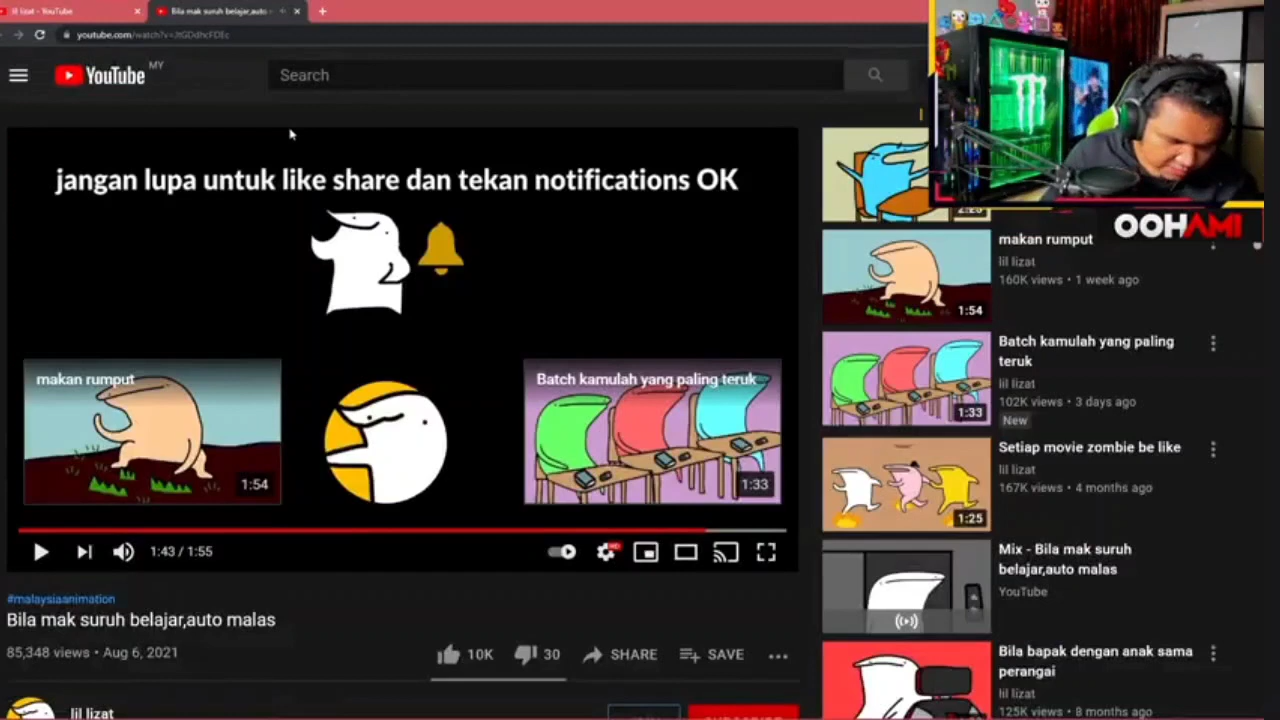 lil lizat - YouTube
Bila mak suruh belajar,auto
YouTube
MY
Search
jangan lupa untuk like share dan tekan notifications OK
makan rumput
1:54
Batch kamulah yang paling teruk
1:33
1:43 / 1:55
#malaysiaanimation
Bila mak suruh belajar,auto malas
85,348 views • Aug 6, 2021
10K
30
SHARE
SAVE
lil lizat
OOHAMI
makan rumput
lil lizat
160K views • 1 week ago
1:54
Batch kamulah yang paling
teruk
lil lizat
102K views • 3 days ago
New
1:33
Setiap movie zombie be like
lil lizat
167K views • 4 months ago
1:25
Mix - Bila mak suruh
belajar,auto malas
YouTube
Bila bapak dengan anak sama
perangai
lil lizat
125K views • 8 months ago